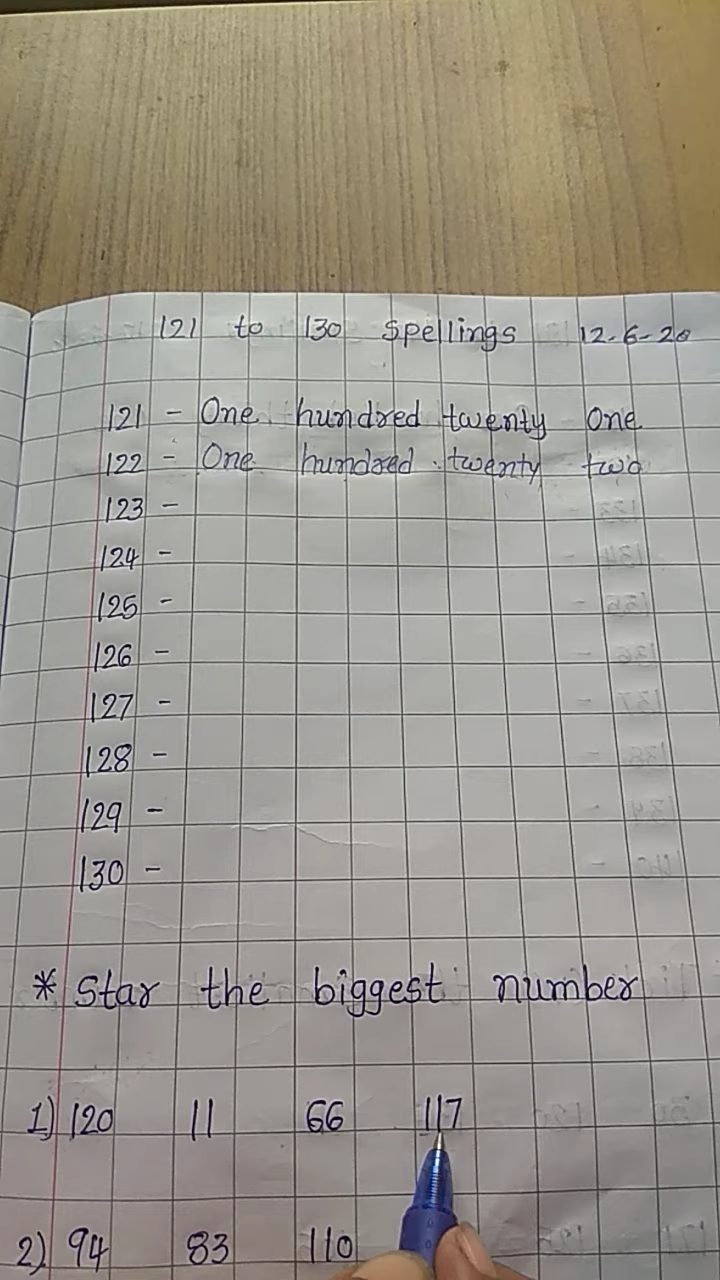 121 to 130 Spellings 12-6-20
121 - One hundred twenty One
122 - One hundred twenty two
123 -
124 -
125 -
126 -
127 -
128 -
129 -
130 -
* Star the biggest number
1) 120 11 66 117
2) 94 83 110